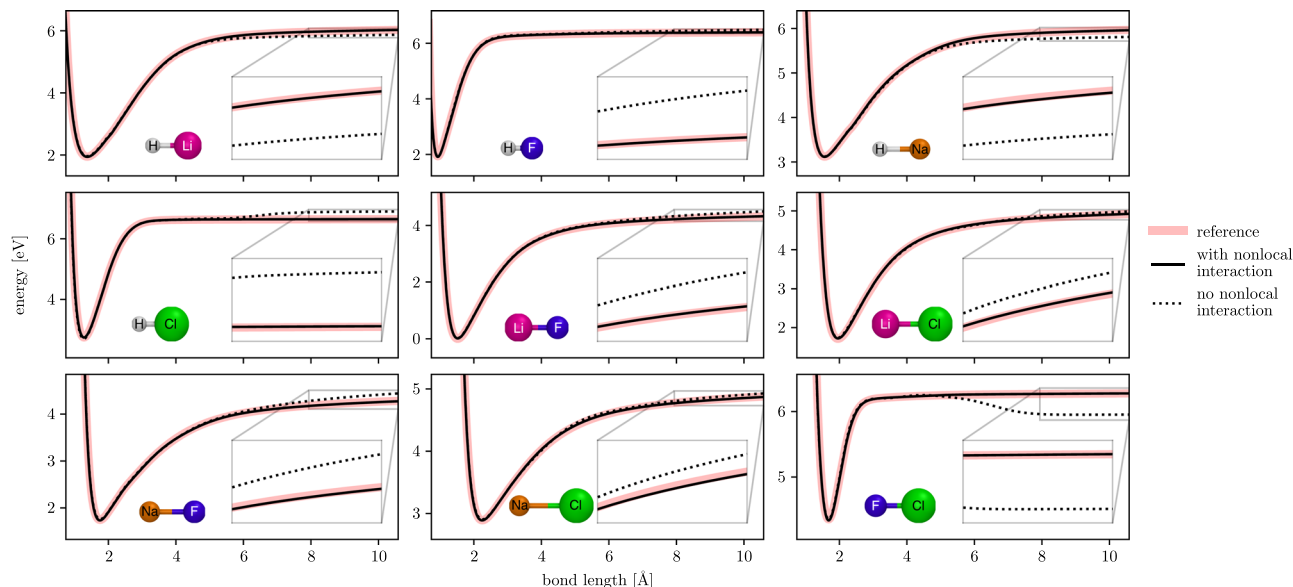 6
4
2
H Li
6
4
2
H F
6
5
4
3
H Na
energy [eV]
6
4
H Cl
4
2
0
Li F
5
4
3
2
Li Cl
reference
with nonlocal
interaction
no nonlocal
interaction
4
3
2
Na F
2 4 6 8 10
5
4
3
Na Cl
2 4 6 8 10
6
5
F Cl
2 4 6 8 10
bond length [Å]